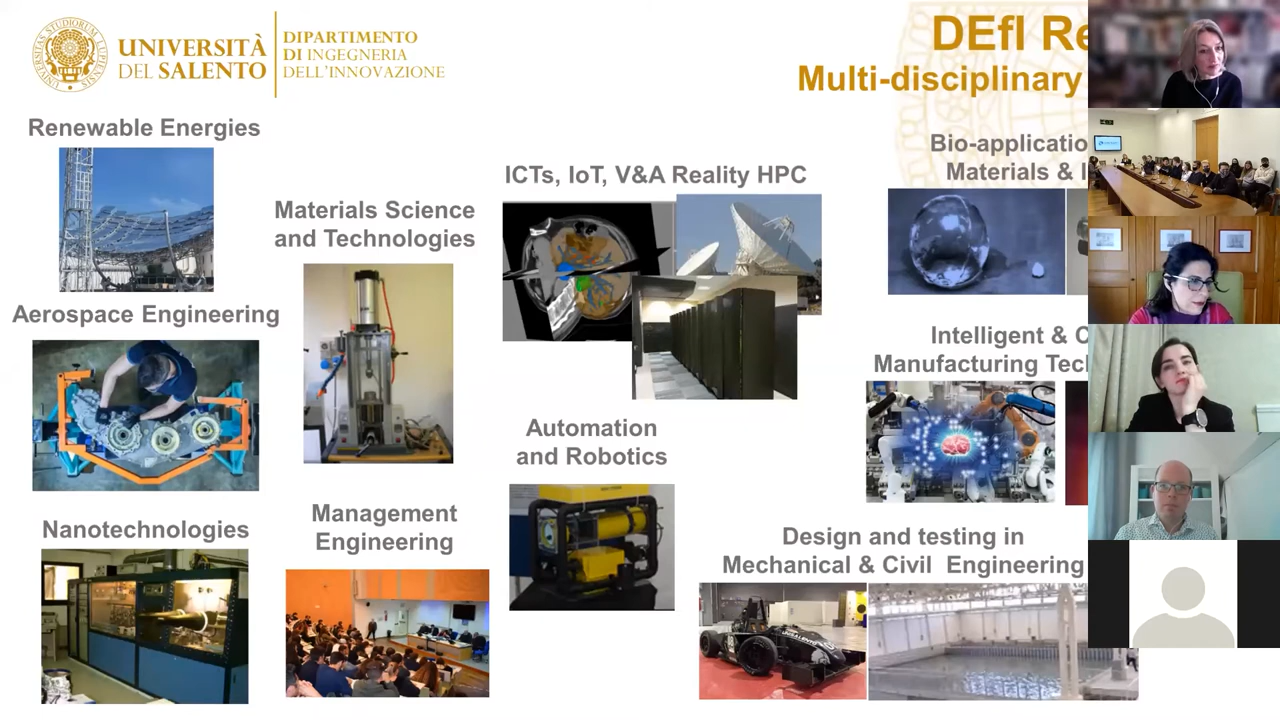 UNIVERSITÀ
DEL SALENTO
DIPARTIMENTO
DI INGEGNERIA
DELL'INNOVAZIONE
DEfI Re
Multi-disciplinary
Renewable Energies
Materials Science
and Technologies
ICTs, IoT, V&A Reality HPC
Bio-applicatio
Materials & I
Aerospace Engineering
Intelligent & C
Manufacturing Tec
Automation
and Robotics
Nanotechnologies
Management
Engineering
Design and testing in
Mechanical & Civil Engineering